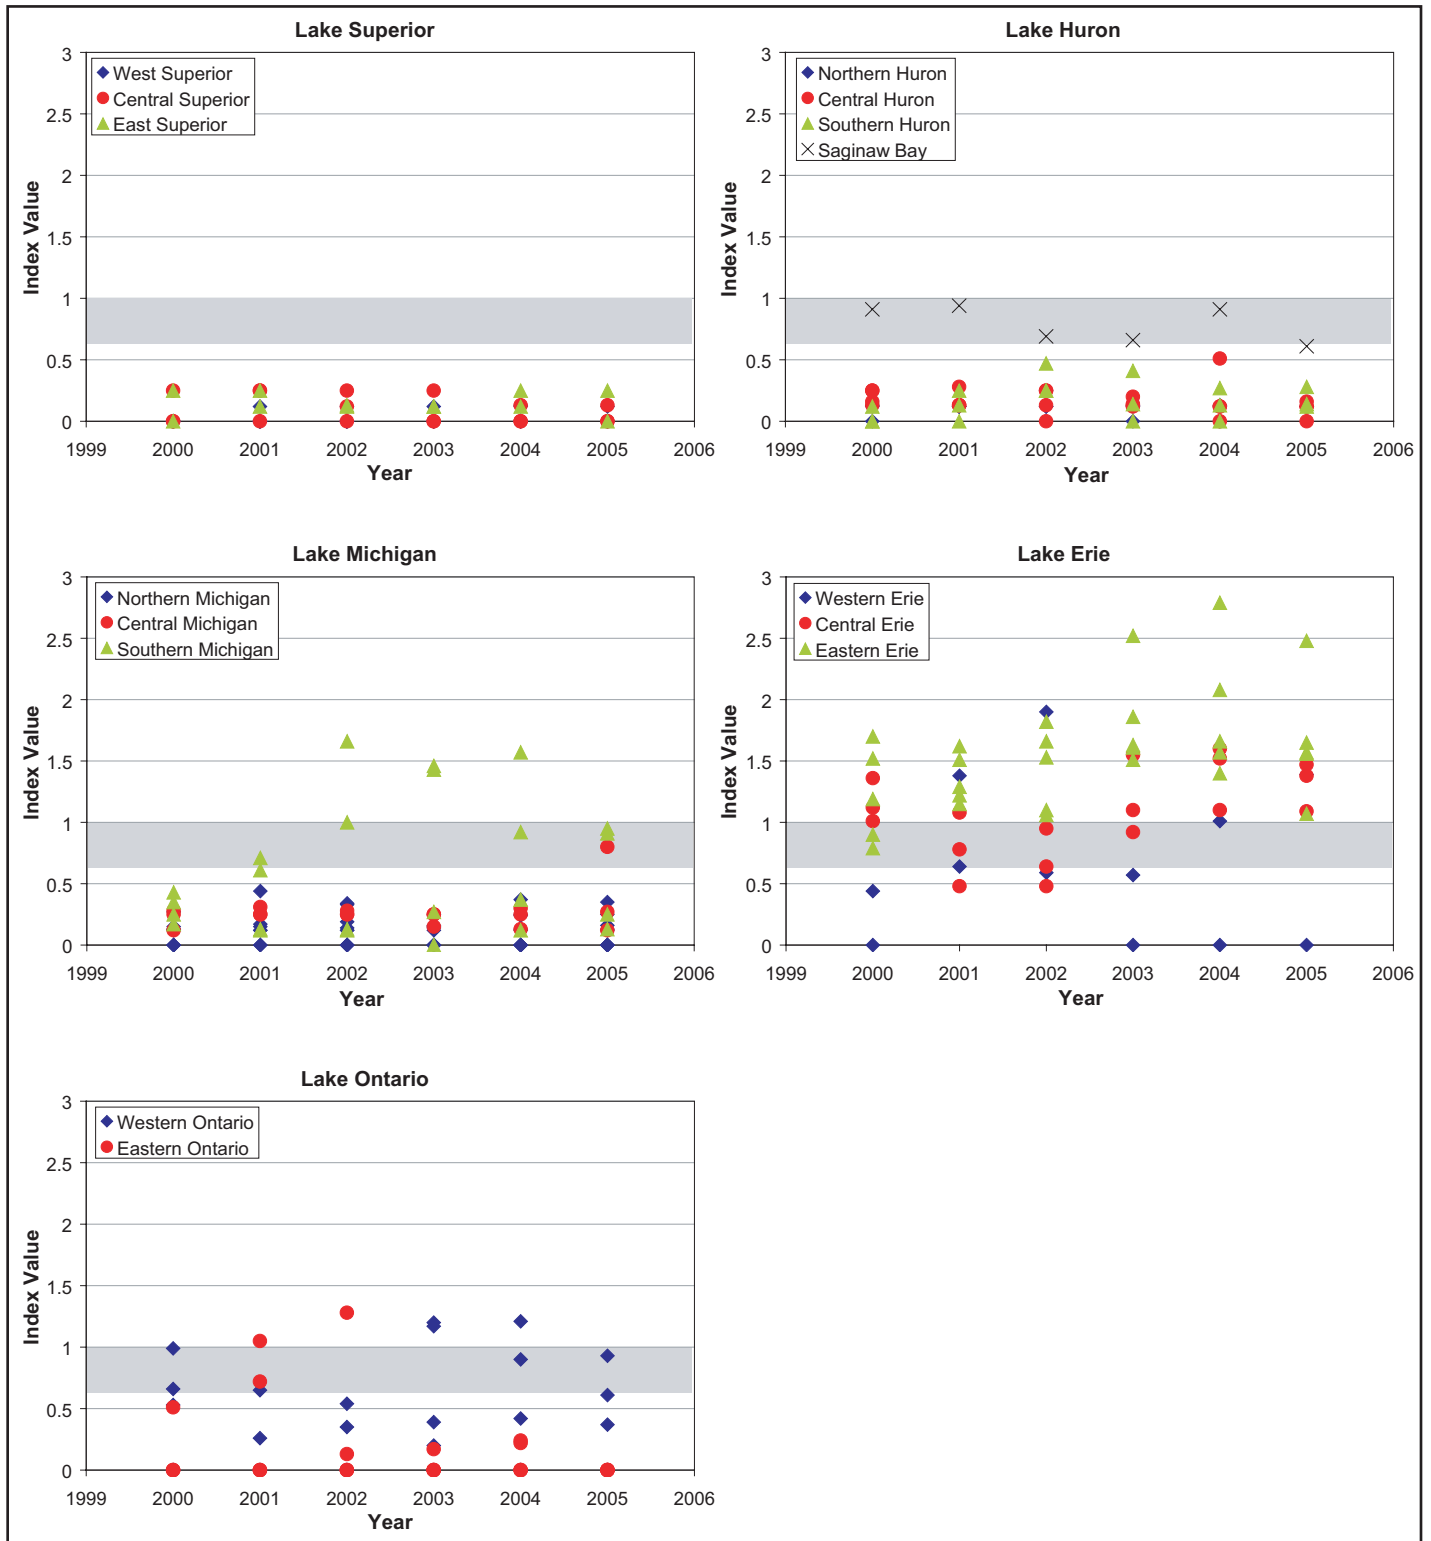 Lake Superior
3
2.5
2
1.5
1
0.5
0
Index Value
West Superior
Central Superior
East Superior
1999 2000 2001 2002 2003 2004 2005 2006
Year
Lake Huron
3
2.5
2
1.5
1
0.5
0
Index Value
Northern Huron
Central Huron
Southern Huron
Saginaw Bay
1999 2000 2001 2002 2003 2004 2005 2006
Year
Lake Michigan
3
2.5
2
1.5
1
0.5
0
Index Value
Northern Michigan
Central Michigan
Southern Michigan
1999 2000 2001 2002 2003 2004 2005 2006
Year
Lake Erie
3
2.5
2
1.5
1
0.5
0
Index Value
Western Erie
Central Erie
Eastern Erie
1999 2000 2001 2002 2003 2004 2005 2006
Year
Lake Ontario
3
2.5
2
1.5
1
0.5
0
Index Value
Western Ontario
Eastern Ontario
1999 2000 2001 2002 2003 2004 2005 2006
Year